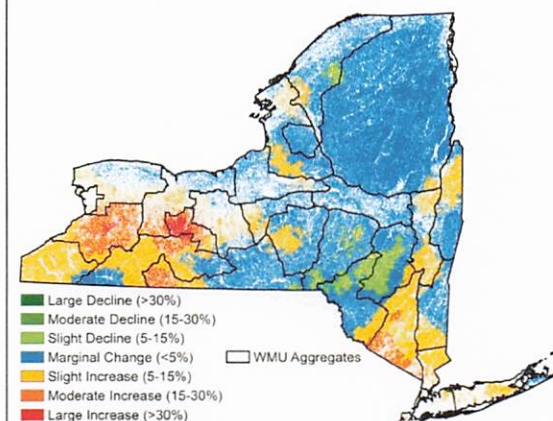 Large Decline (>30%)
Moderate Decline (15-30%)
Slight Decline (5-15%)
Marginal Change (<5%)
WMU Aggregates
Slight Increase (5-15%)
Moderate Increase (15-30%)
Large Increase (>30%)